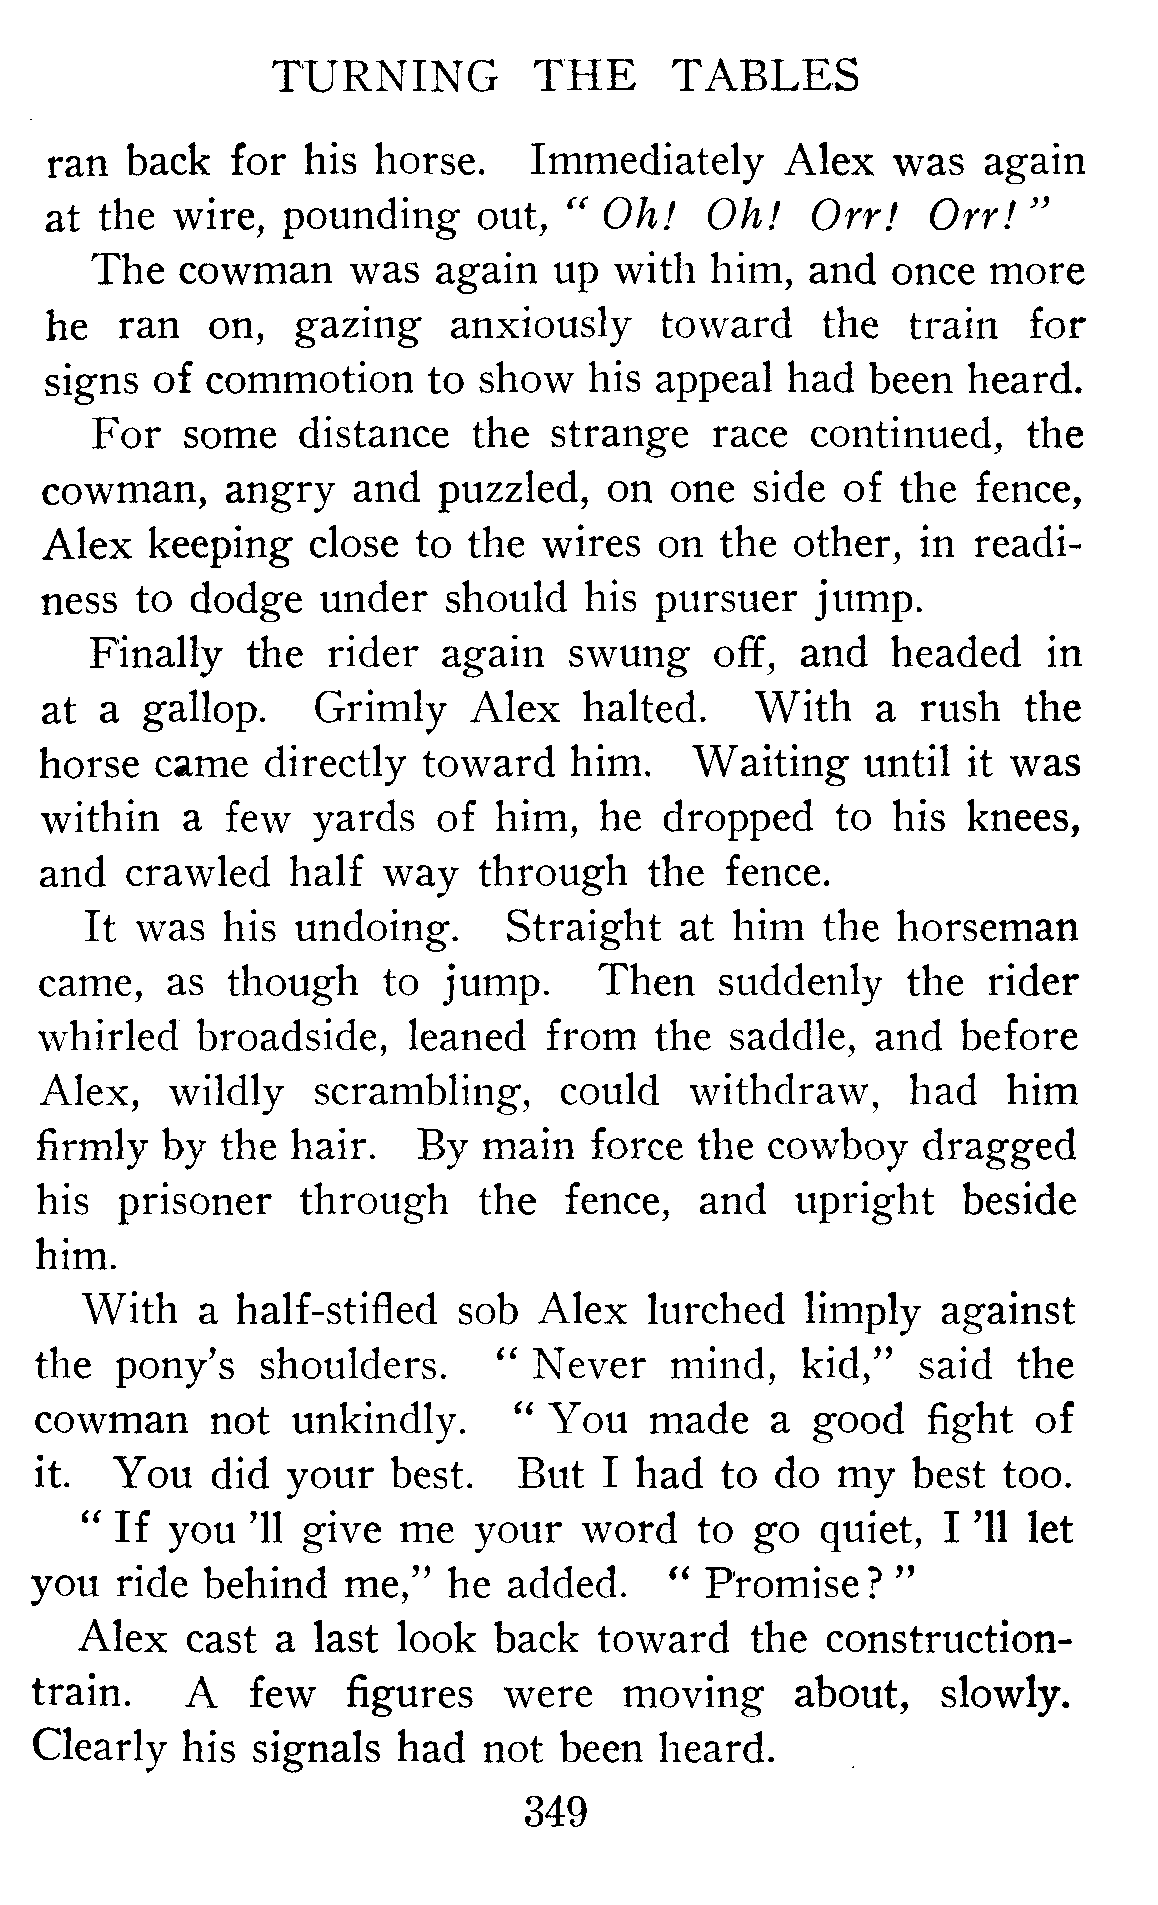 TURNING THE TABLES
ran back for his horse. Immediately Alex was again
at the wire, pounding out, “ Oh! Oh! Orr! Orr! ”
The cowman was again up with him, and once more
he ran on, gazing anxiously toward the train for
signs of commotion to show his appeal had been heard.
For some distance the strange race continued, the
cowman, angry and puzzled, on one side of the fence,
Alex keeping close to the wires on the other, in readi-
ness to dodge under should his pursuer jump.
Finally the rider again swung off, and headed in
at a gallop. Grimly Alex halted. With a rush the
horse came directly toward him. Waiting until it was
within a few yards of him, he dropped to his knees,
and crawled half way through the fence.
It was his undoing. Straight at him the horseman
came, as though to jump. Then suddenly the rider
whirled broadside, leaned from the saddle, and before
Alex, wildly scrambling, could withdraw, had him
firmly by the hair. By main force the cowboy dragged
his prisoner through the fence, and upright beside
him.
With a half-stifled sob Alex lurched limply against
the pony’s shoulders. “ Never mind, kid,” said the
cowman not unkindly. “ You made a good fight of
it. You did your best. But I had to do my best too.
“ If you ’ll give me your word to go quiet, I ’ll let
you ride behind me,” he added. “ Promise? ”
Alex cast a last look back toward the construction-
train. A few figures were moving about, slowly.
Clearly his signals had not been heard.
349